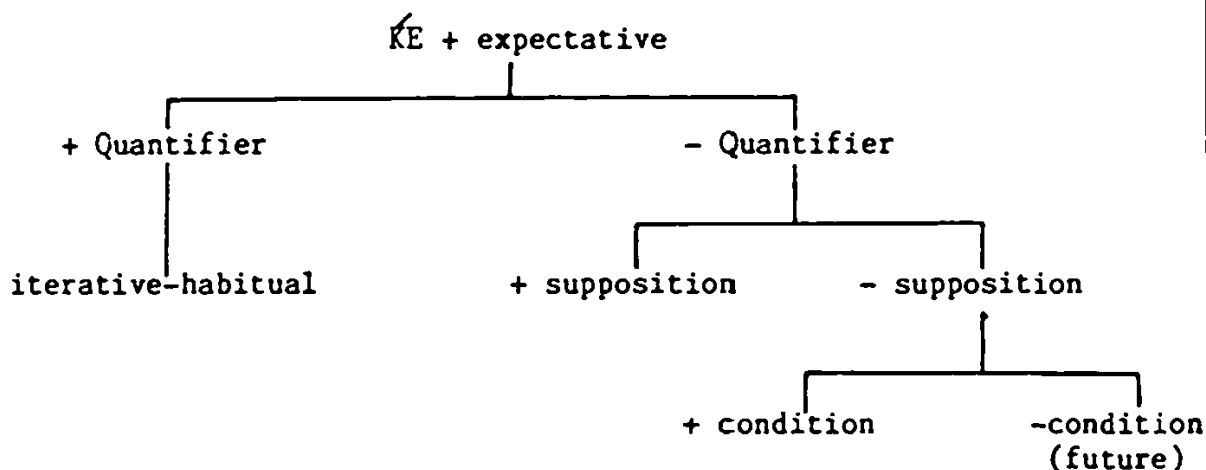 ḰE + expectative
+ Quantifier - Quantifier
iterative-habitual + supposition - supposition
+ condition -condition
(future)